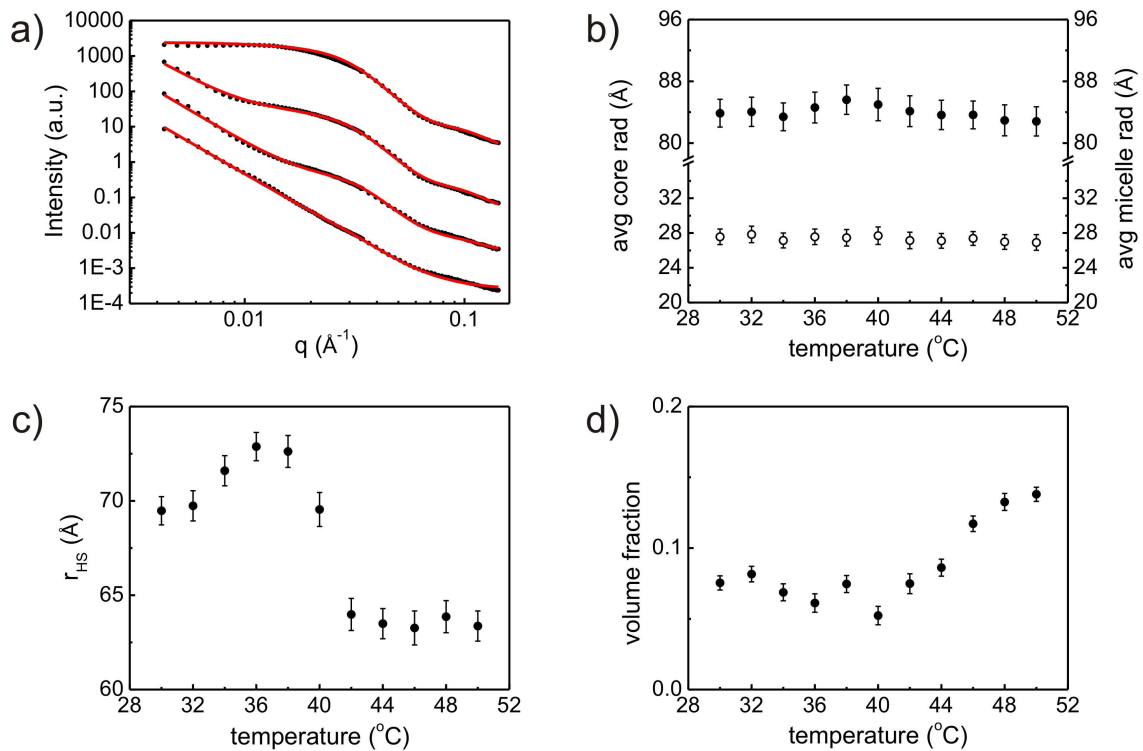 a)
Intensity (a.u.)
10000
1000
100
10
1
0.1
0.01
1E-3
1E-4
0.01 0.1
q (Å⁻¹)
b)
avg core rad (Å)
96
88
80
32
28
24
20
28 32 36 40 44 48 52
temperature (°C)
96
88
80
32
28
24
20
avg micelle rad (Å)
c)
r_HS (Å)
75
70
65
60
28 32 36 40 44 48 52
temperature (°C)
d)
volume fraction
0.2
0.1
0.0
28 32 36 40 44 48 52
temperature (°C)